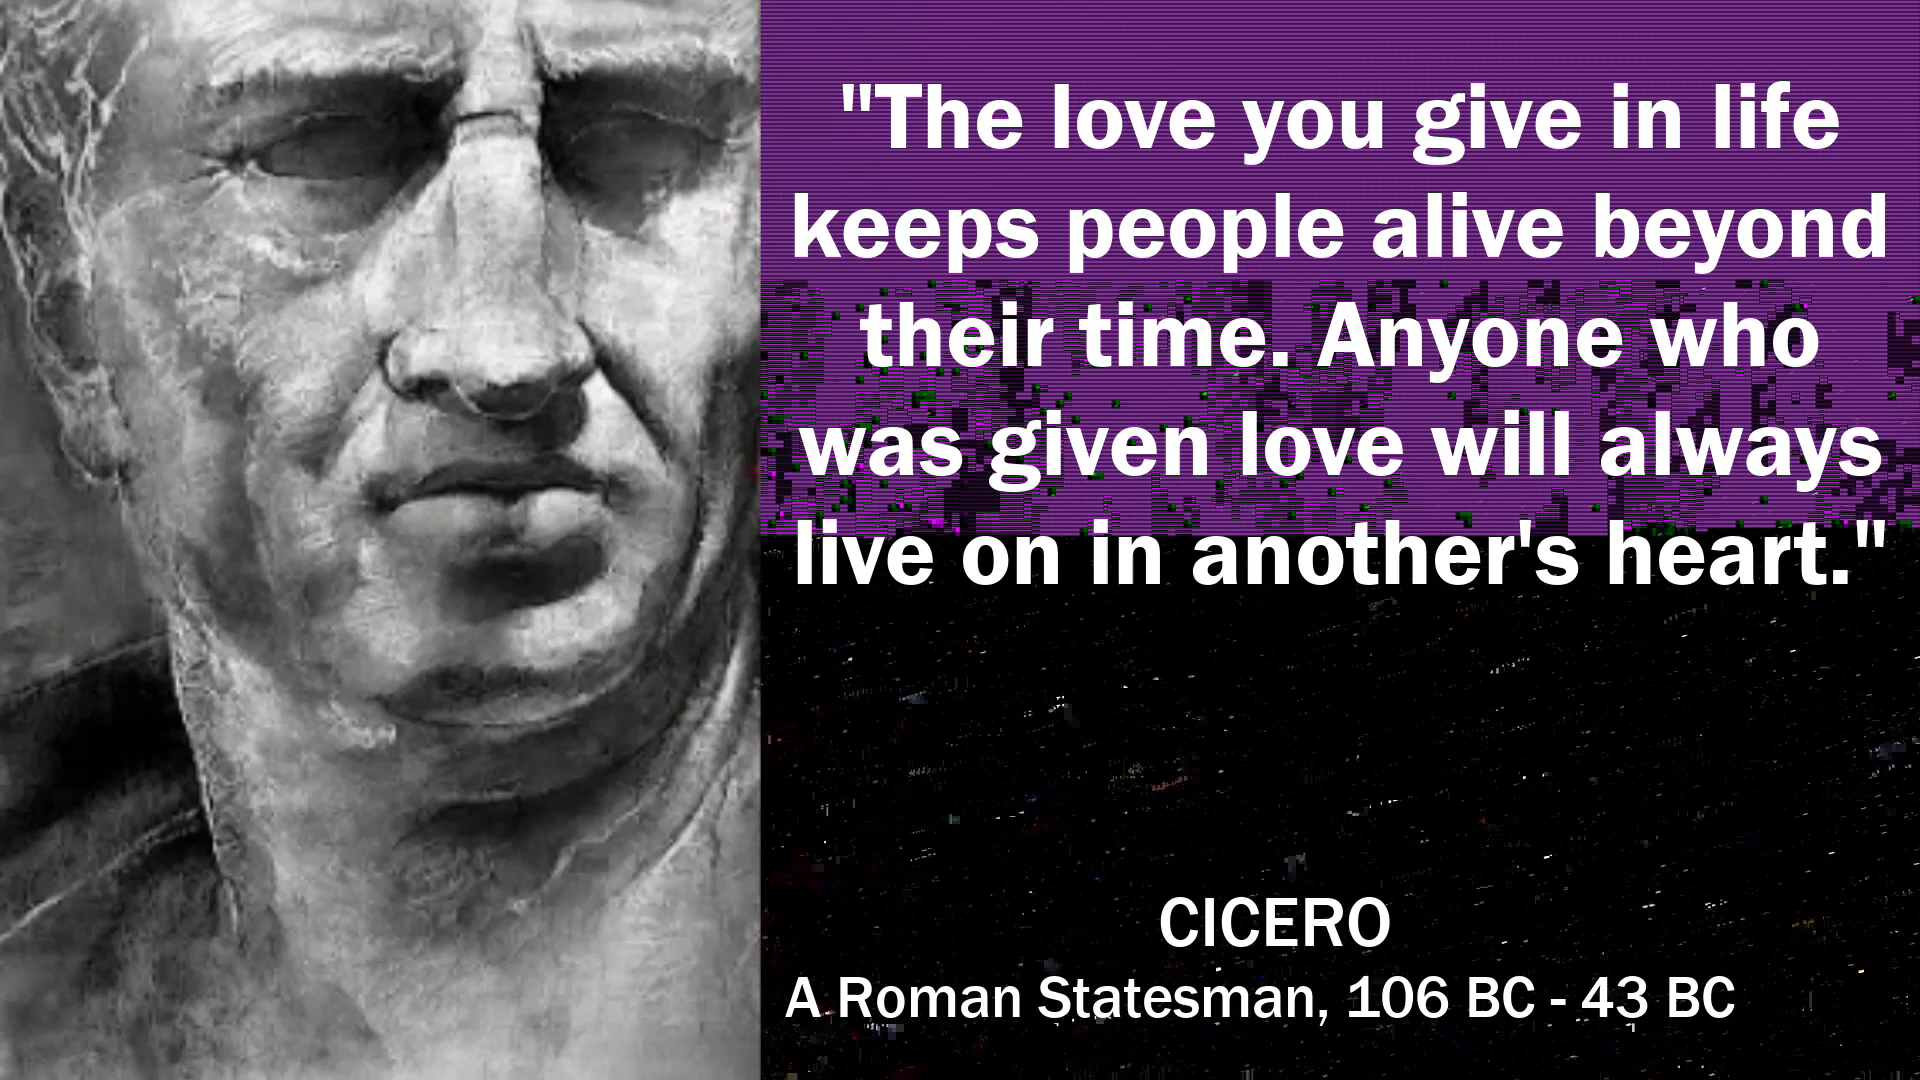 "The love you give in life
keeps people alive beyond
their time. Anyone who
was given love will always
live on in another's heart."
CICERO
A Roman Statesman, 106 BC - 43 BC